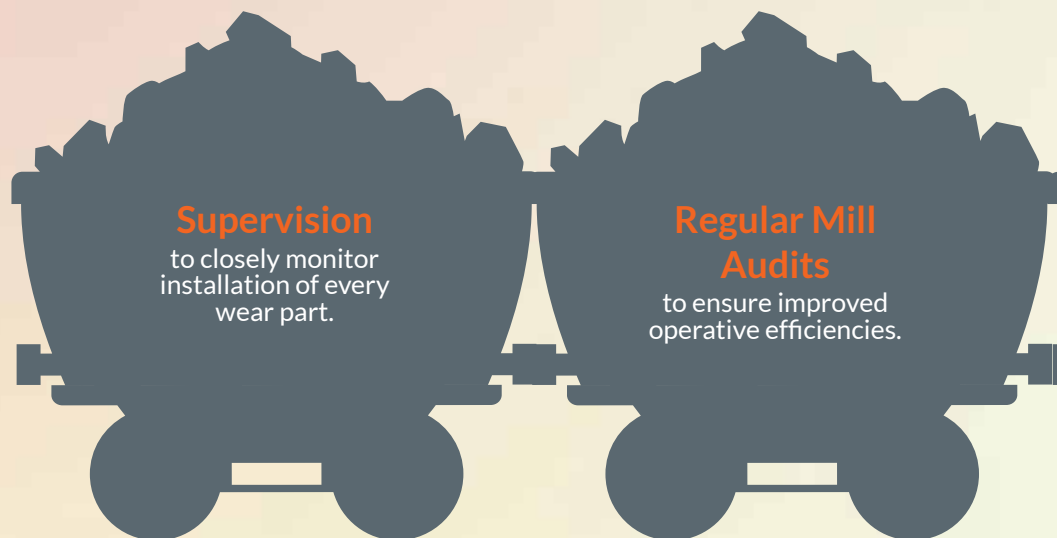 Supervision
to closely monitor
installation of every
wear part.
Regular Mill
Audits
to ensure improved
operative efficiencies.